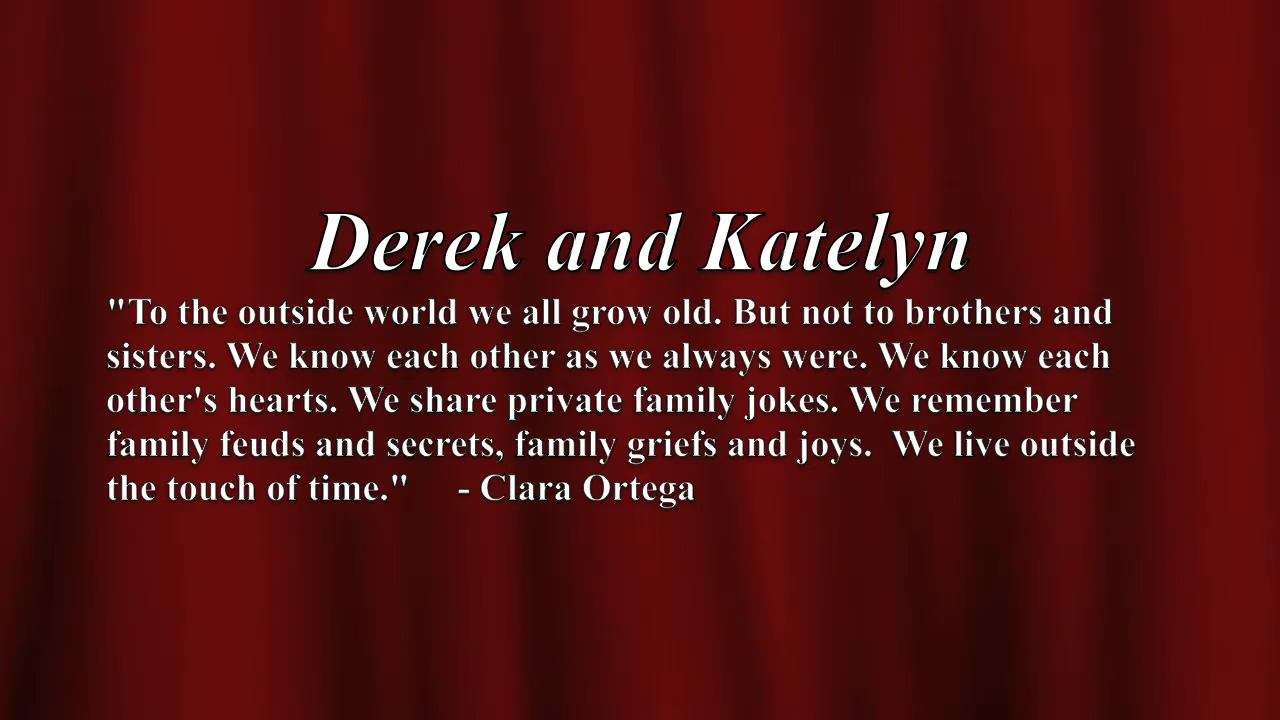 Derek and Katelyn
"To the outside world we all grow old. But not to brothers and
sisters. We know each other as we always were. We know each
other's hearts. We share private family jokes. We remember
family feuds and secrets, family griefs and joys.  We live outside
the touch of time."     - Clara Ortega